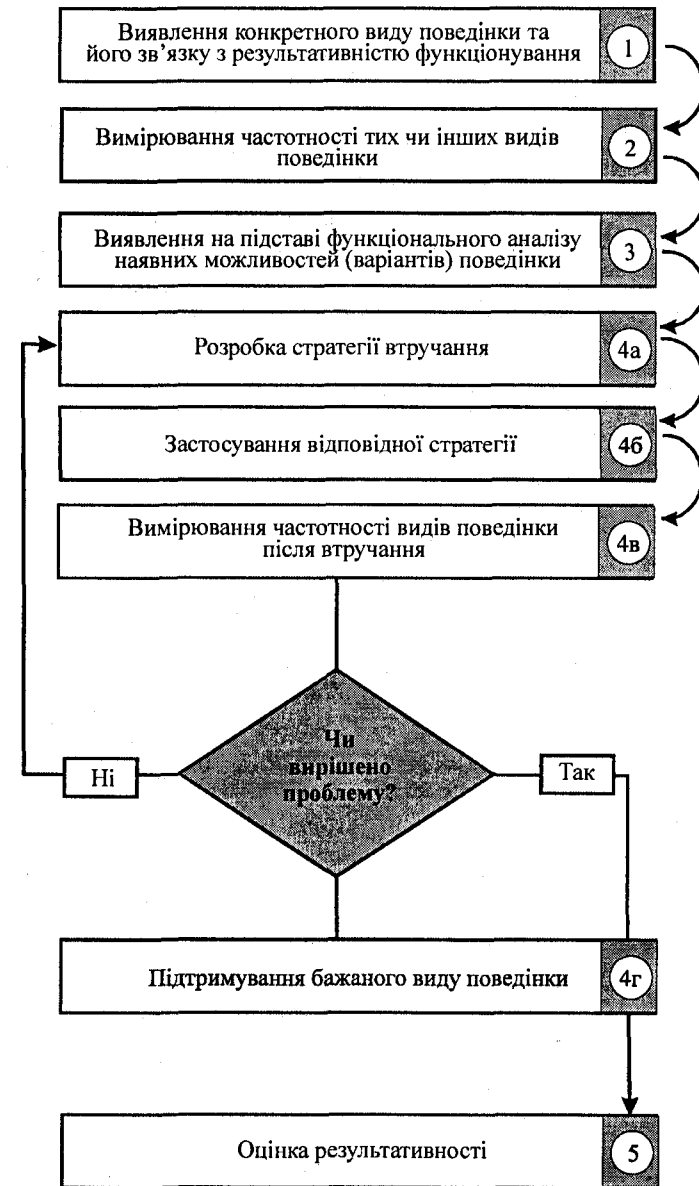 Виявлення конкретного виду поведінки та
його зв’язку з результативністю функціонування
1
Вимірювання частотності тих чи інших видів
поведінки
2
Виявлення на підставі функціонального аналізу
наявних можливостей (варіантів) поведінки
3
Розробка стратегії втручання
4а
Застосування відповідної стратегії
4б
Вимірювання частотності видів поведінки
після втручання
4в
Чи
вирішено
проблему?
Ні
Так
Підтримування бажаного виду поведінки
4г
Оцінка результативності
5